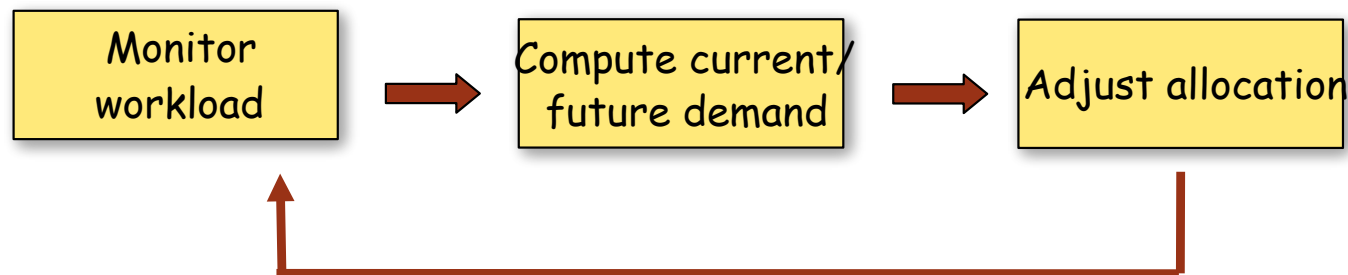 Monitor
workload
Compute current/
future demand
Adjust allocation